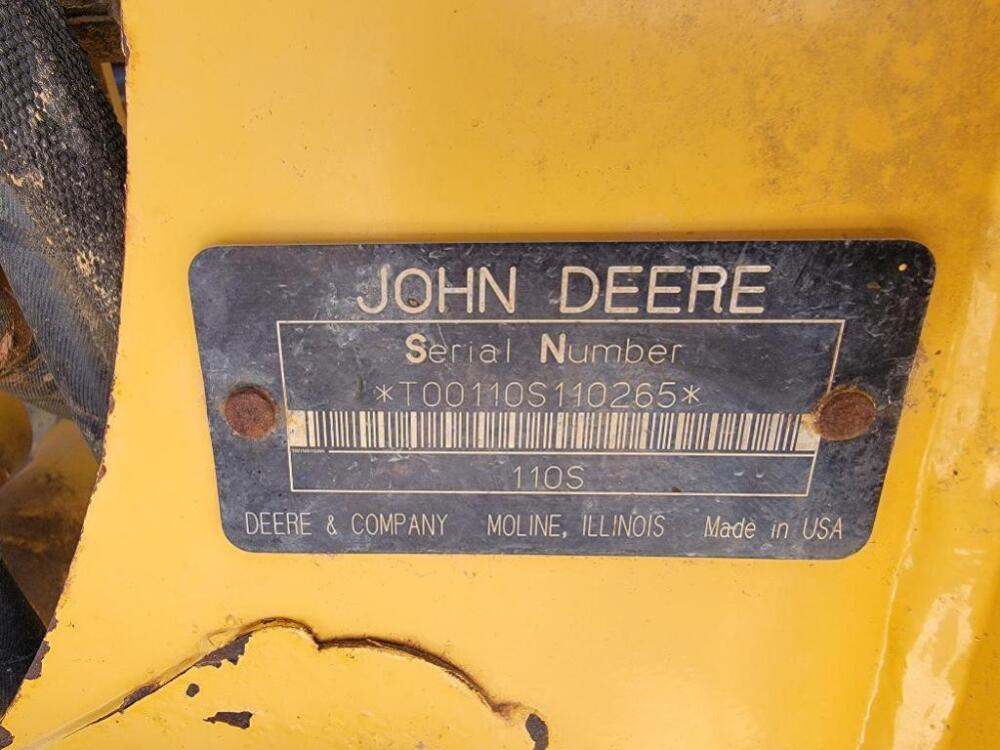 JOHN DEERE
Serial Number
*T00110S110265*
110S
DEERE & COMPANY MOLINE, ILLINOIS Made in USA